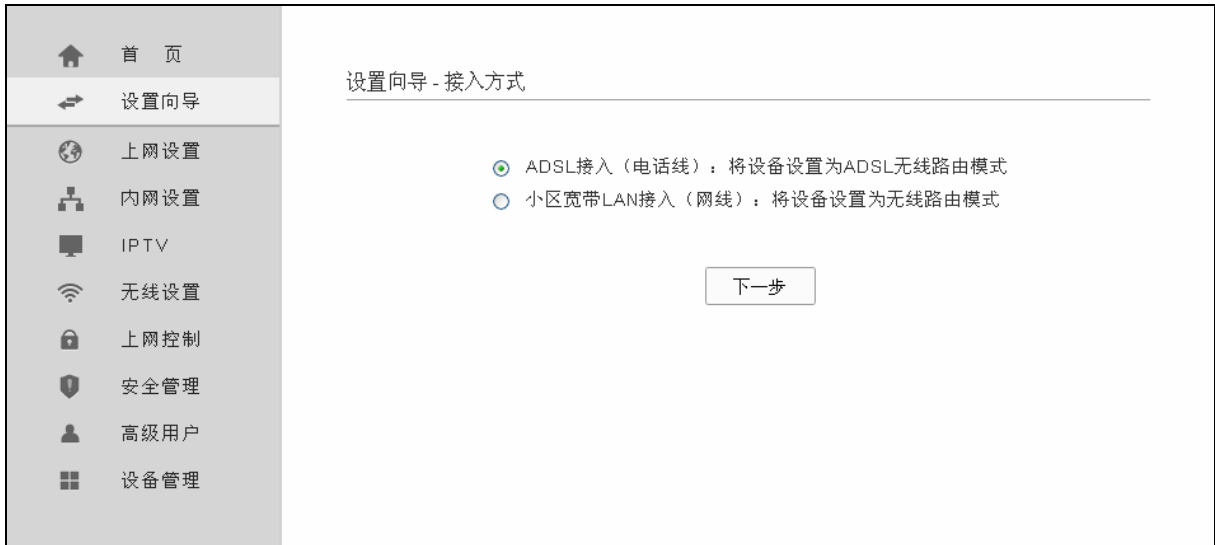 首 页
设置向导
上网设置
内网设置
IPTV
无线设置
上网控制
安全管理
高级用户
设备管理
设置向导 - 接入方式
ADSL接入（电话线）：将设备设置为ADSL无线路由模式
小区宽带LAN接入（网线）：将设备设置为无线路由模式
下一步